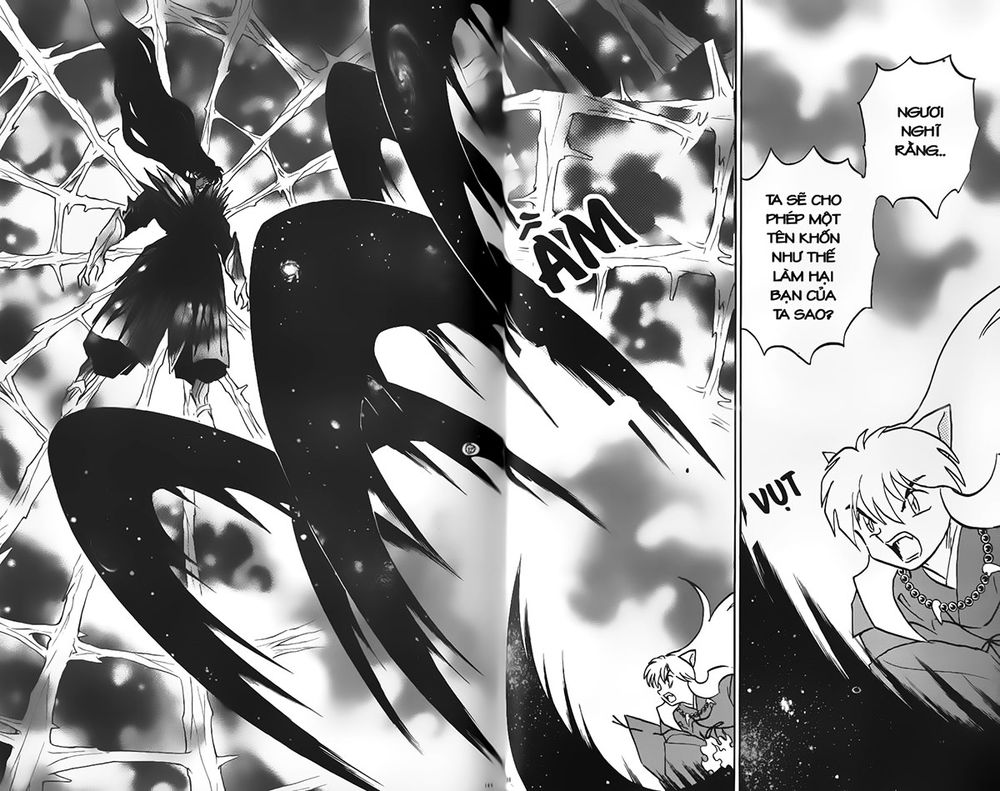 NGƯƠI
NGHĨ
RẰNG..
TA SẼ CHO
PHÉP MỘT
TÊN KHỐN
NHƯ THẾ
LÀM HẠI
BẠN CỦA
TA SAO?
VỤT
ẦM